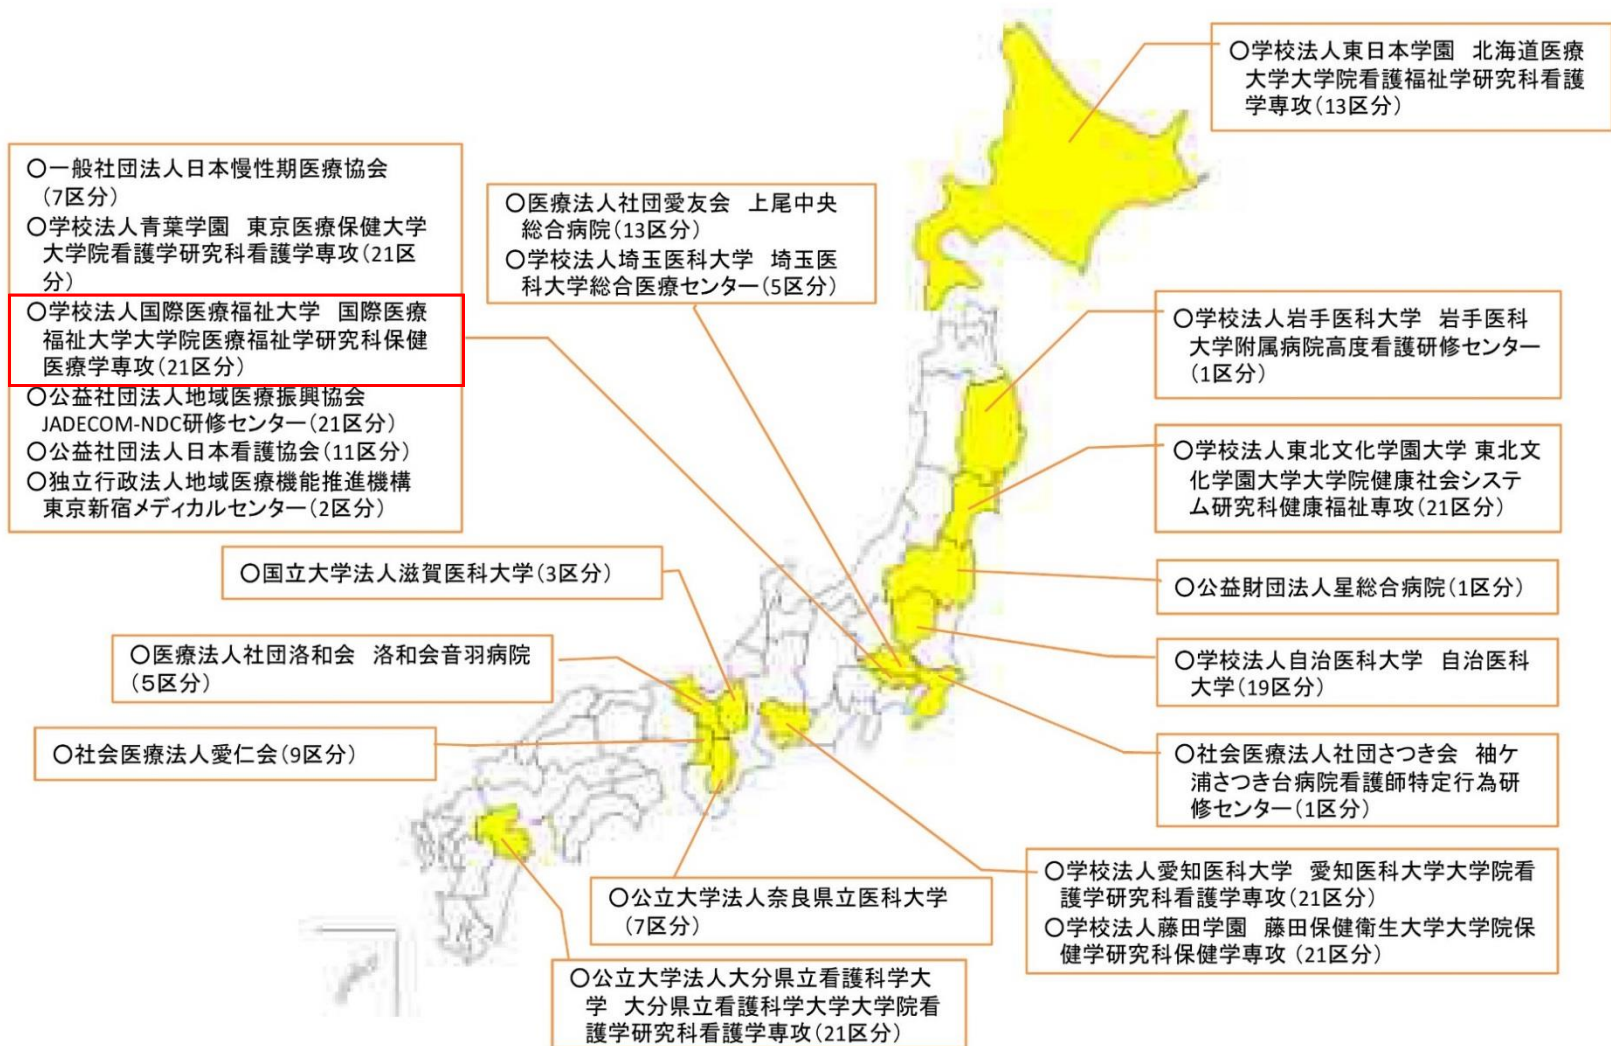 ○学校法人東日本学園　北海道医療
大学大学院看護福祉学研究科看護
学専攻(13区分)
○一般社団法人日本慢性期医療協会
(7区分)
○学校法人青葉学園　東京医療保健大学
大学院看護学研究科看護学専攻(21区
分)
○学校法人国際医療福祉大学　国際医療
福祉大学大学院医療福祉学研究科保健
医療学専攻(21区分)
○公益社団法人地域医療振興協会
JADECOM-NDC研修センター(21区分)
○公益社団法人日本看護協会(11区分)
○独立行政法人地域医療機能推進機構
東京新宿メディカルセンター(2区分)
○医療法人社団愛友会　上尾中央
総合病院(13区分)
○学校法人埼玉医科大学　埼玉医
科大学総合医療センター(5区分)
○学校法人岩手医科大学　岩手医科
大学附属病院高度看護研修センター
(1区分)
○学校法人東北文化学園大学 東北文
化学園大学大学院健康社会システ
ム研究科健康福祉専攻(21区分)
○国立大学法人滋賀医科大学(3区分)
○公益財団法人星総合病院(1区分)
○医療法人社団洛和会　洛和会音羽病院
(5区分)
○学校法人自治医科大学　自治医科
大学(19区分)
○社会医療法人愛仁会(9区分)
○社会医療法人社団さつき会　袖ケ
浦さつき台病院看護師特定行為研
修センター(1区分)
○公立大学法人奈良県立医科大学
(7区分)
○学校法人愛知医科大学　愛知医科大学大学院看
護学研究科看護学専攻(21区分)
○学校法人藤田学園　藤田保健衛生大学大学院保
健学研究科保健学専攻 (21区分)
○公立大学法人大分県立看護科学大
学　大分県立看護科学大学大学院看
護学研究科看護学専攻(21区分)